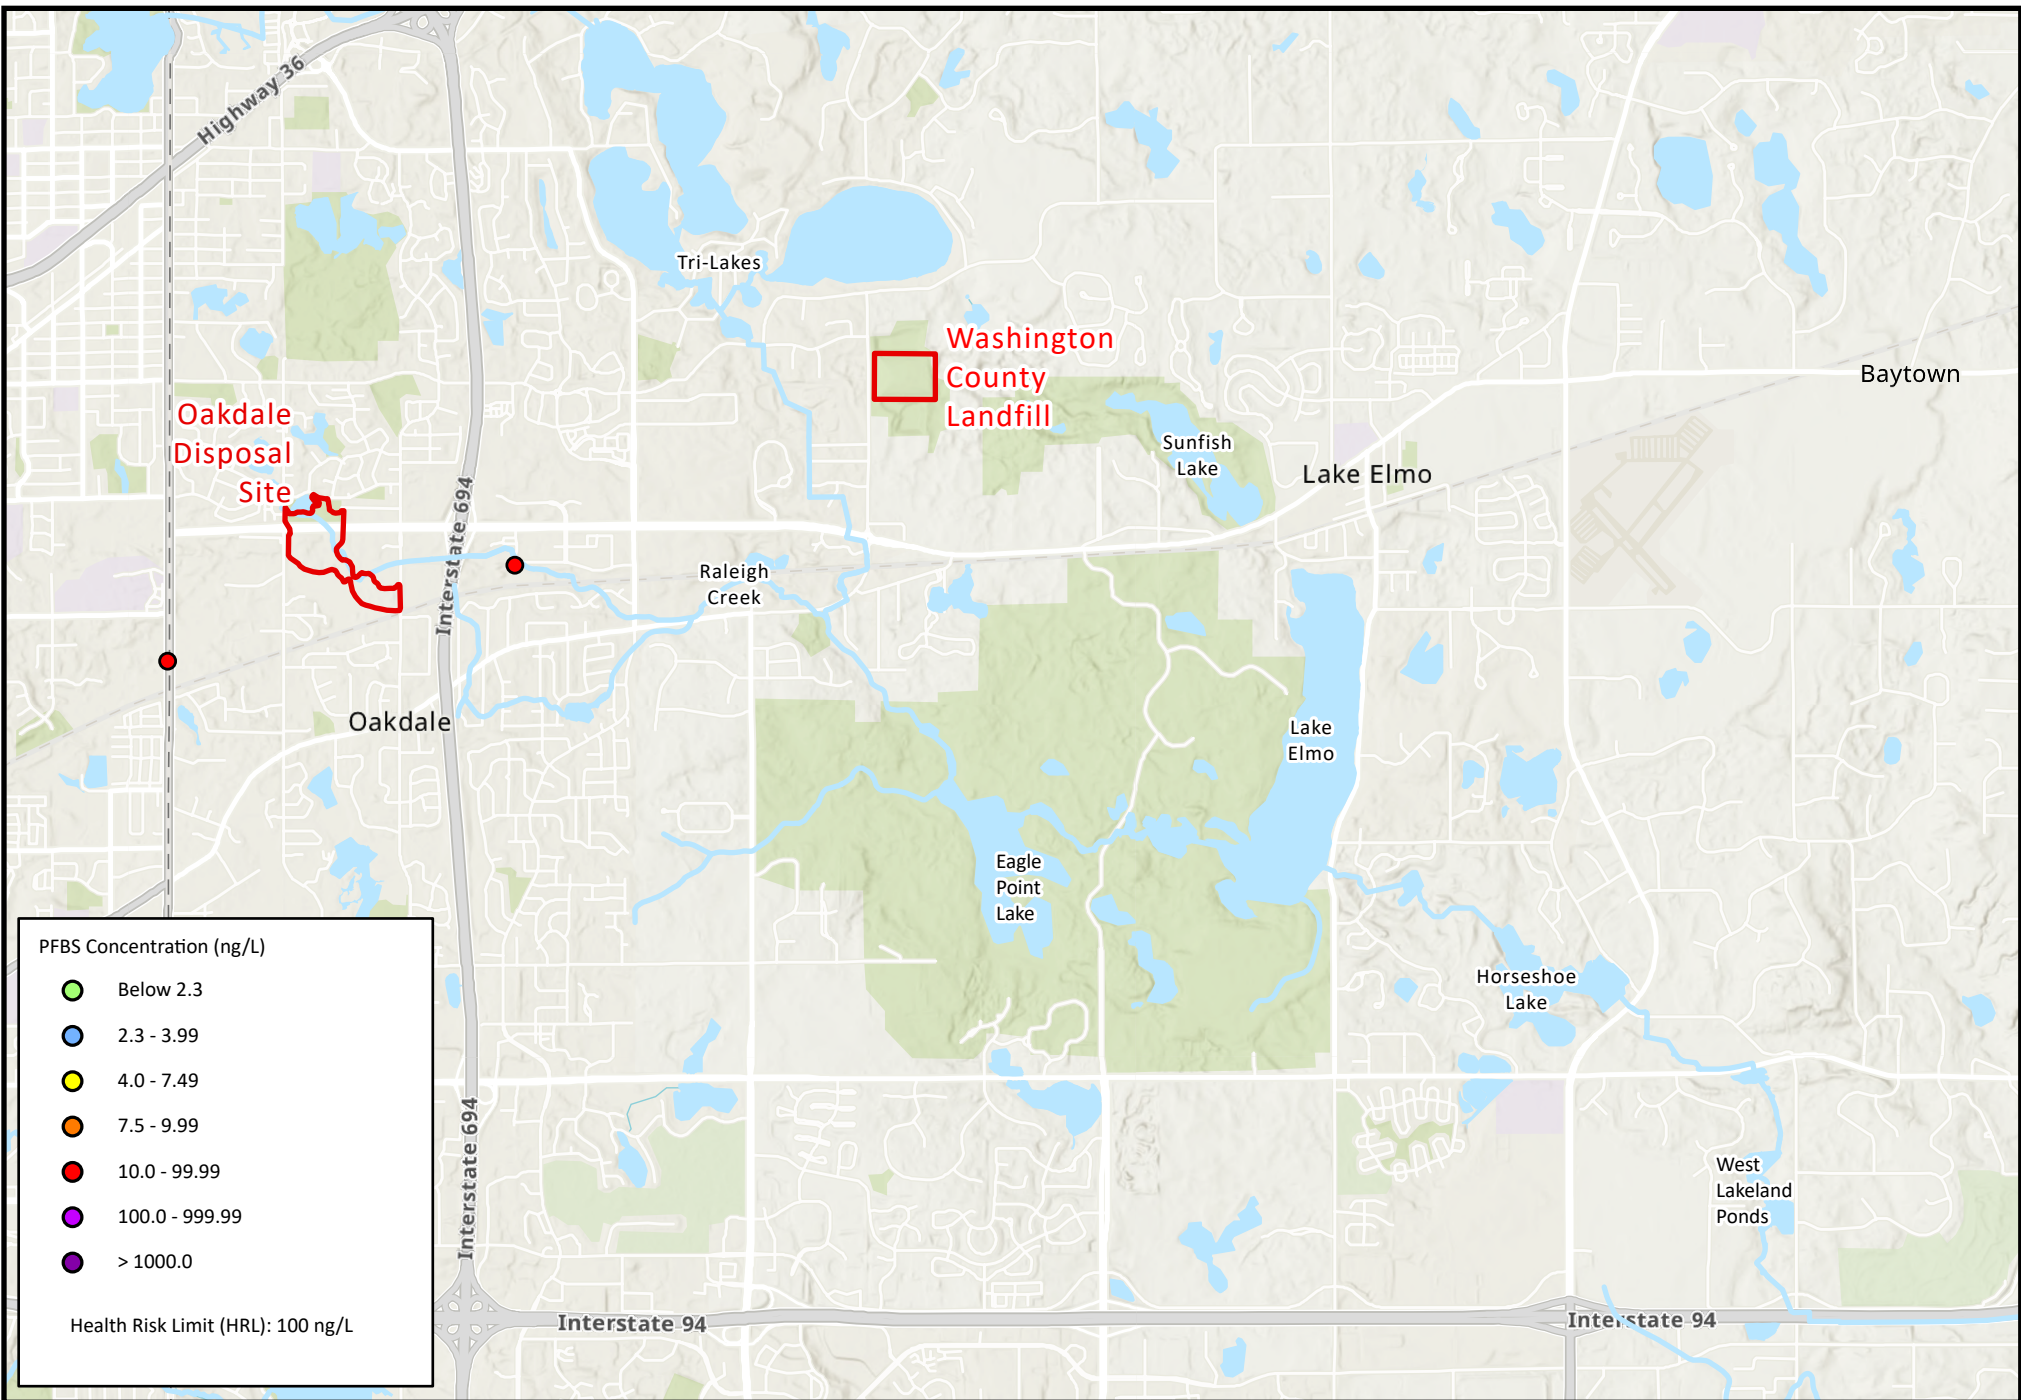 Highway 36
Tri-Lakes
Washington
County
Landfill
Baytown
Oakdale
Disposal
Site
Sunfish
Lake
Lake Elmo
Interstate 694
Raleigh
Creek
Oakdale
Lake
Elmo
Eagle
Point
Lake
Horseshoe
Lake
PFBS Concentration (ng/L)
Below 2.3
2.3 - 3.99
4.0 - 7.49
7.5 - 9.99
10.0 - 99.99
100.0 - 999.99
> 1000.0
Health Risk Limit (HRL): 100 ng/L
Interstate 694
West
Lakeland
Ponds
Interstate 94
Interstate 94